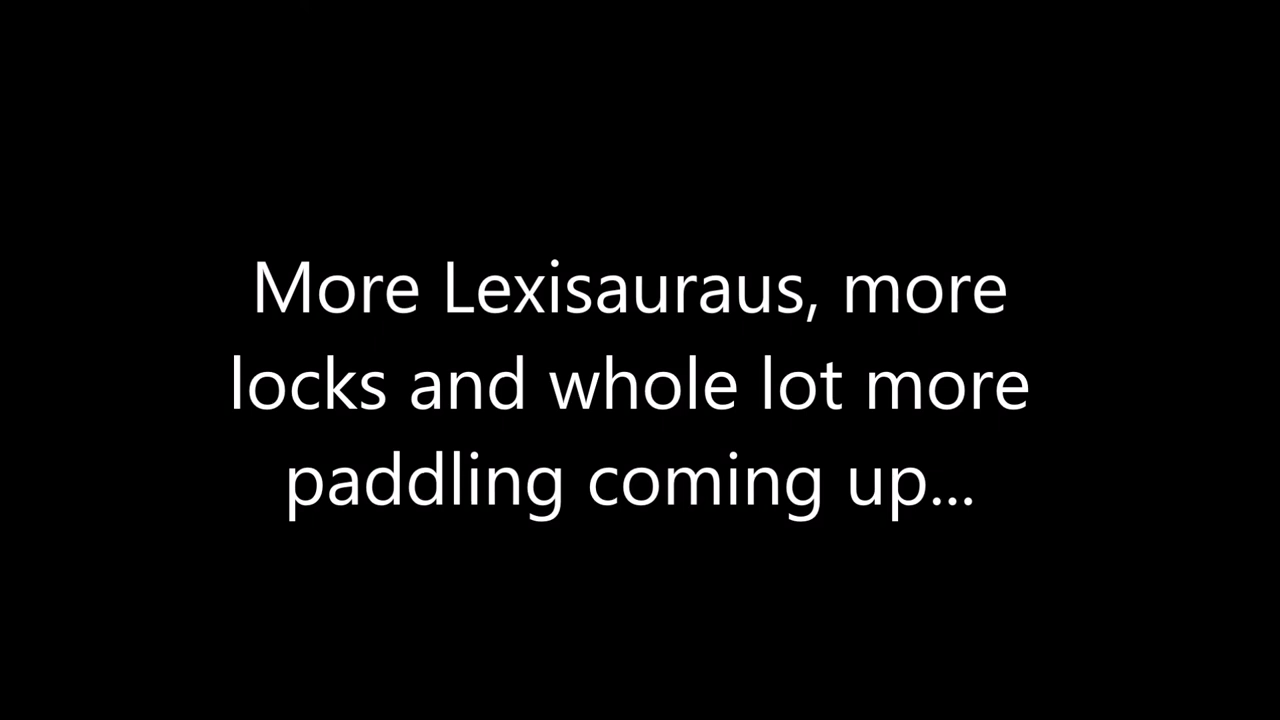 More Lexisauraus, more
locks and whole lot more
paddling coming up...